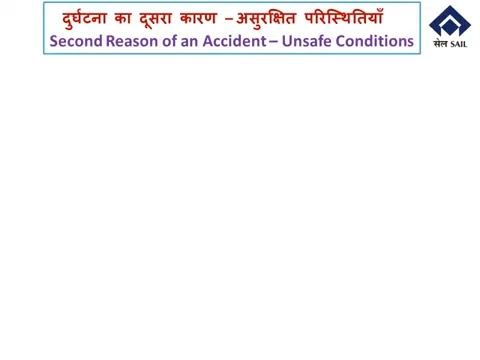 दुर्घटना का दूसरा कारण – असुरक्षित परिस्थितियाँ
Second Reason of an Accident – Unsafe Conditions
सेल SAIL